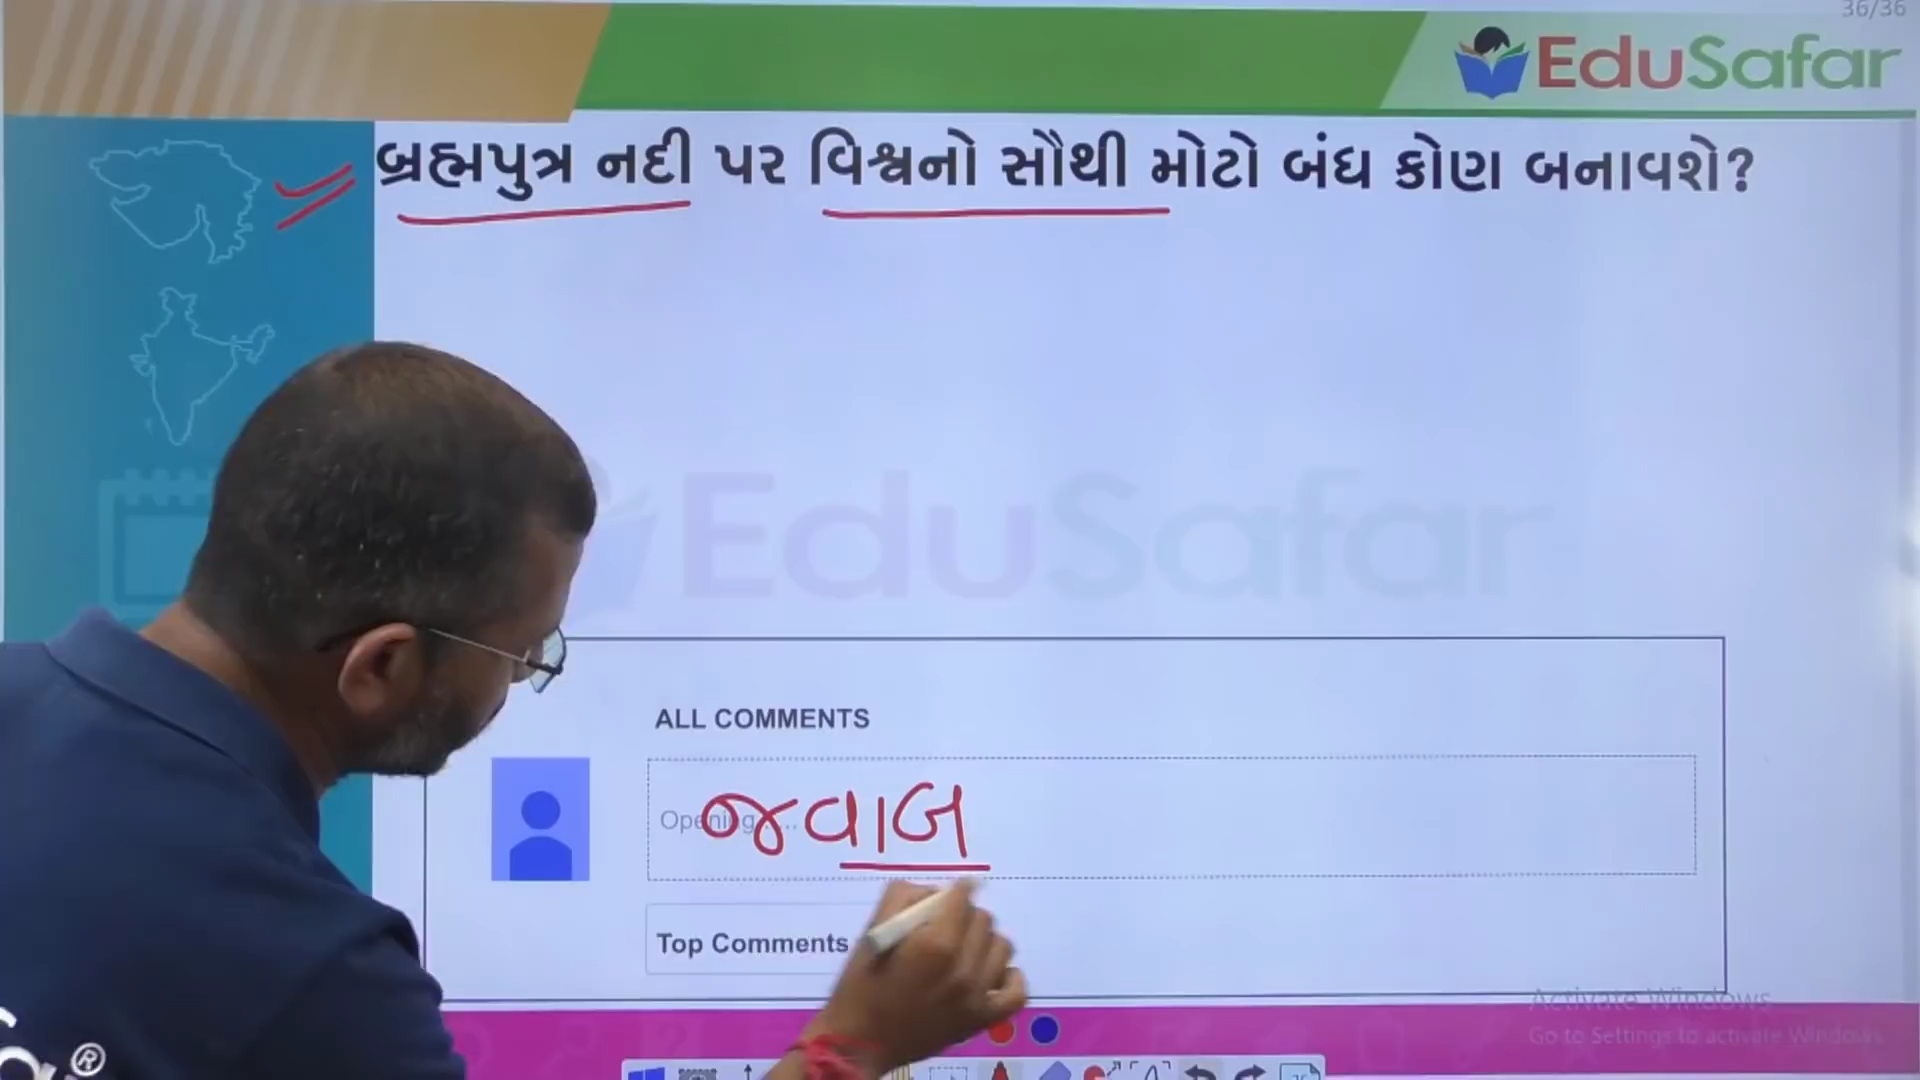 36/36
EduSafar
બ્રહ્મપુત્ર નદી પર વિશ્વનો સૌથી મોટો બંધ કોણ બનાવશે?
EduSafar
ALL COMMENTS
Opening.....
જવાબ
Top Comments
Activate Windows
Go to Settings to activate Windows.
®